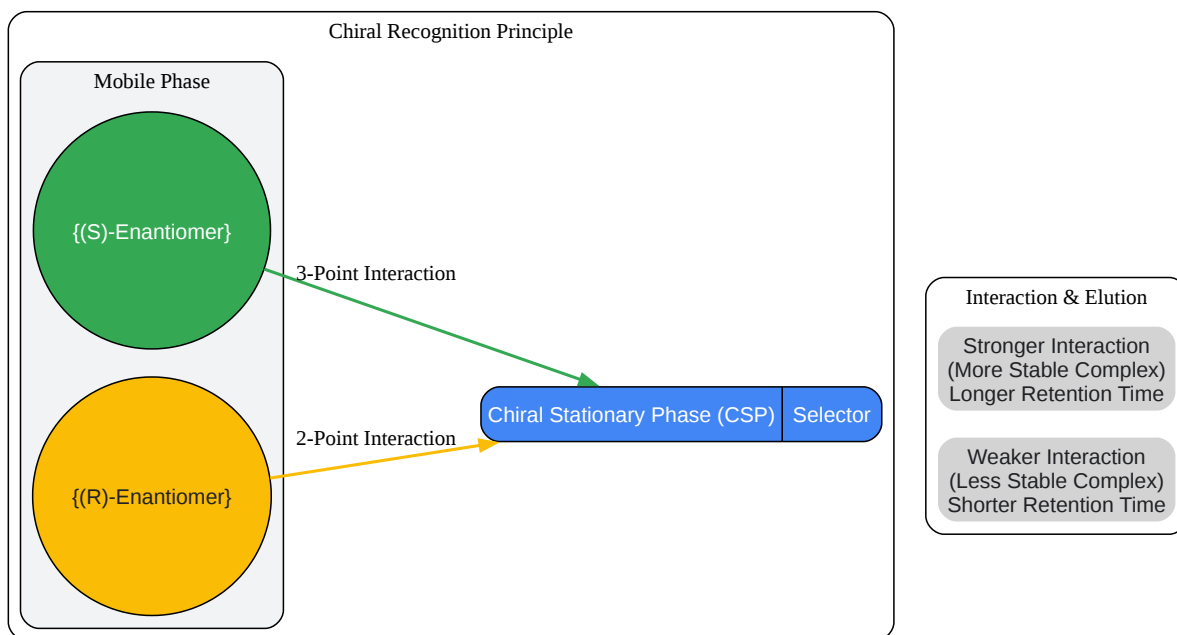 Chiral Recognition Principle
Mobile Phase
{(S)-Enantiomer}
3-Point Interaction
2-Point Interaction
{(R)-Enantiomer}
Chiral Stationary Phase (CSP)
Selector
Interaction & Elution
Stronger Interaction
(More Stable Complex)
Longer Retention Time
Weaker Interaction
(Less Stable Complex)
Shorter Retention Time